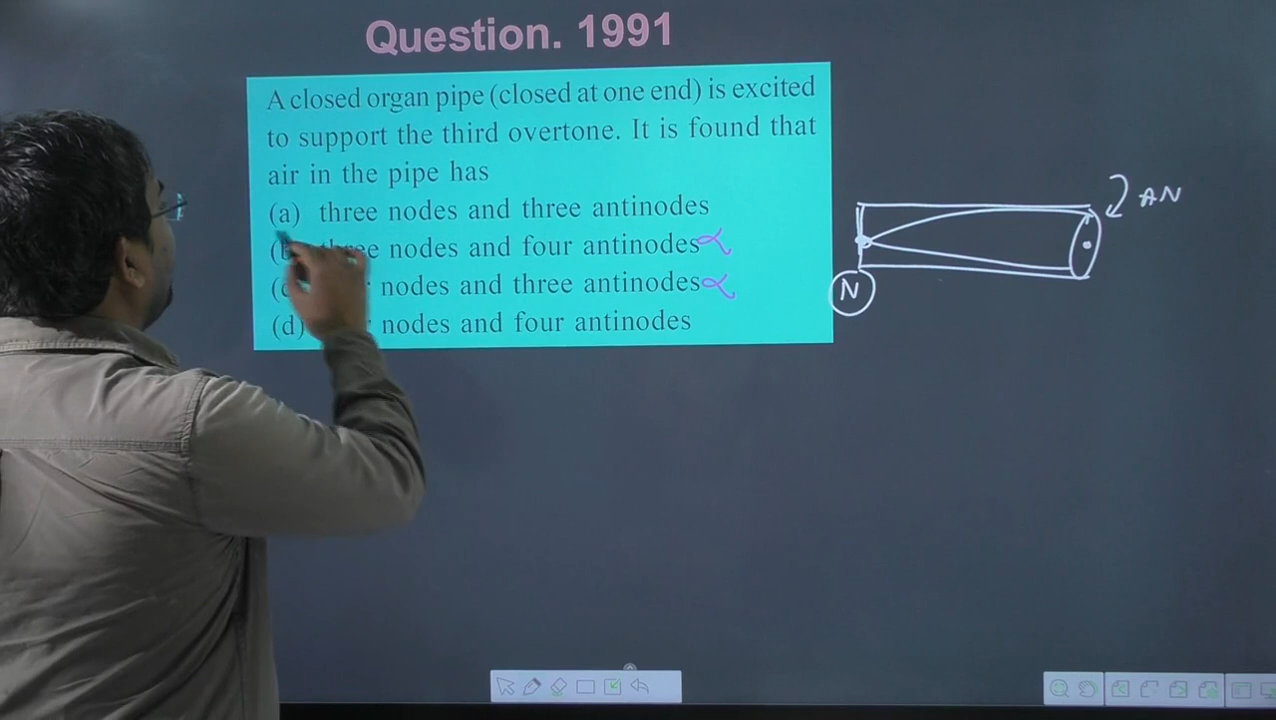 Question. 1991
A closed organ pipe (closed at one end) is excited
to support the third overtone. It is found that
air in the pipe has
(a) three nodes and three antinodes
nodes and four antinodes
nodes and three antinodes
(d) nodes and four antinodes
AN
N